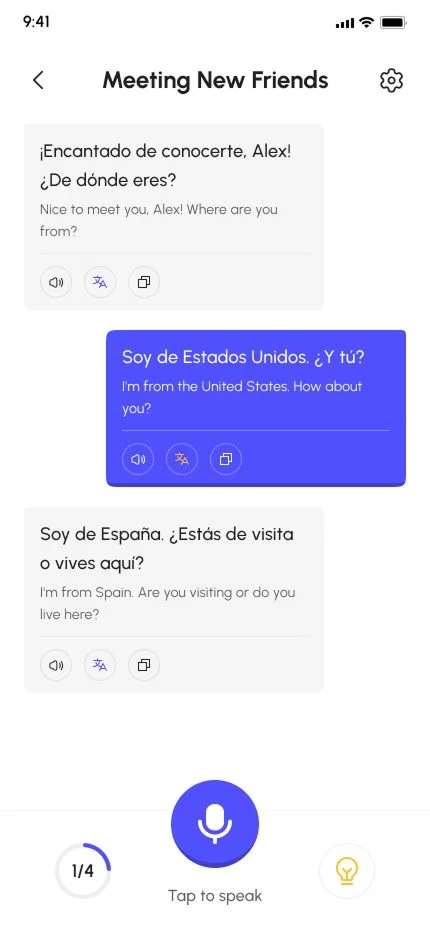 9:41
Meeting New Friends
¡Encantado de conocerte, Alex!
¿De dónde eres?
Nice to meet you, Alex! Where are you
from?
Soy de Estados Unidos. ¿Y tú?
I'm from the United States. How about
you?
Soy de España. ¿Estás de visita
o vives aquí?
I'm from Spain. Are you visiting or do you
live here?
1/4
Tap to speak